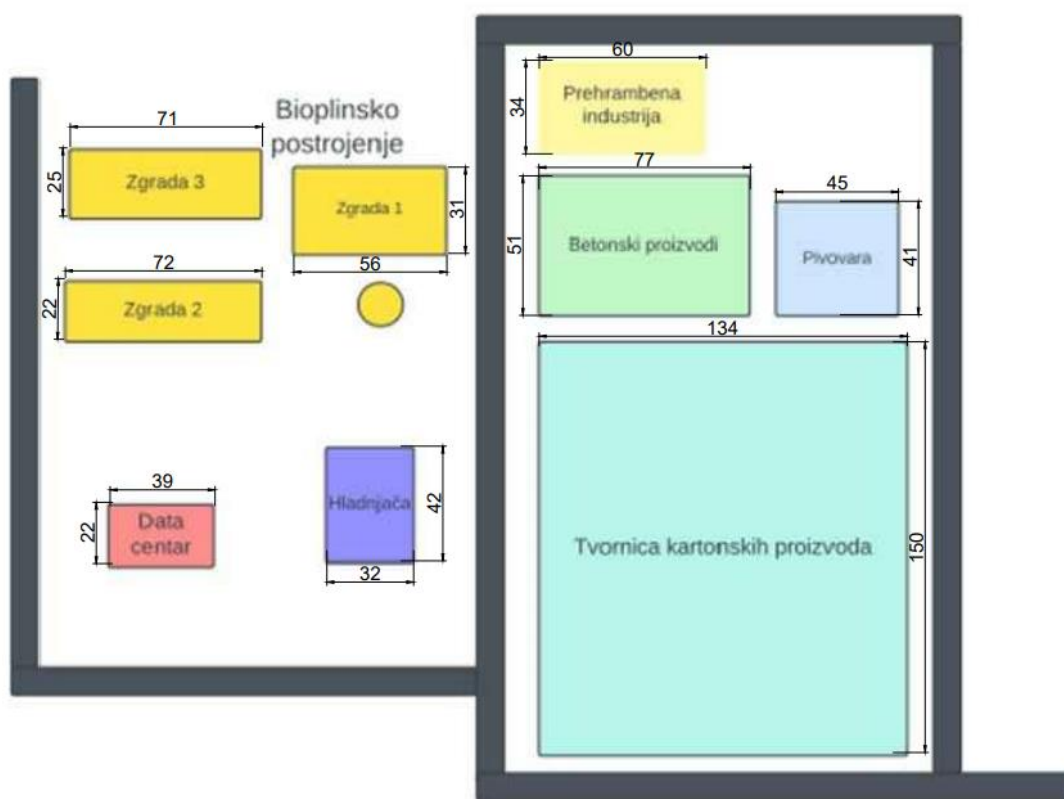 Bioplinsko
postrojenje
71
25
Zgrada 3
Zgrada 1
31
56
72
22
Zgrada 2
39
22
Data
centar
Hladnjača
42
32
60
34
Prehrambena
industrija
77
51
Betonski proizvodi
45
Pivovara
41
134
Tvornica kartonskih proizvoda
150